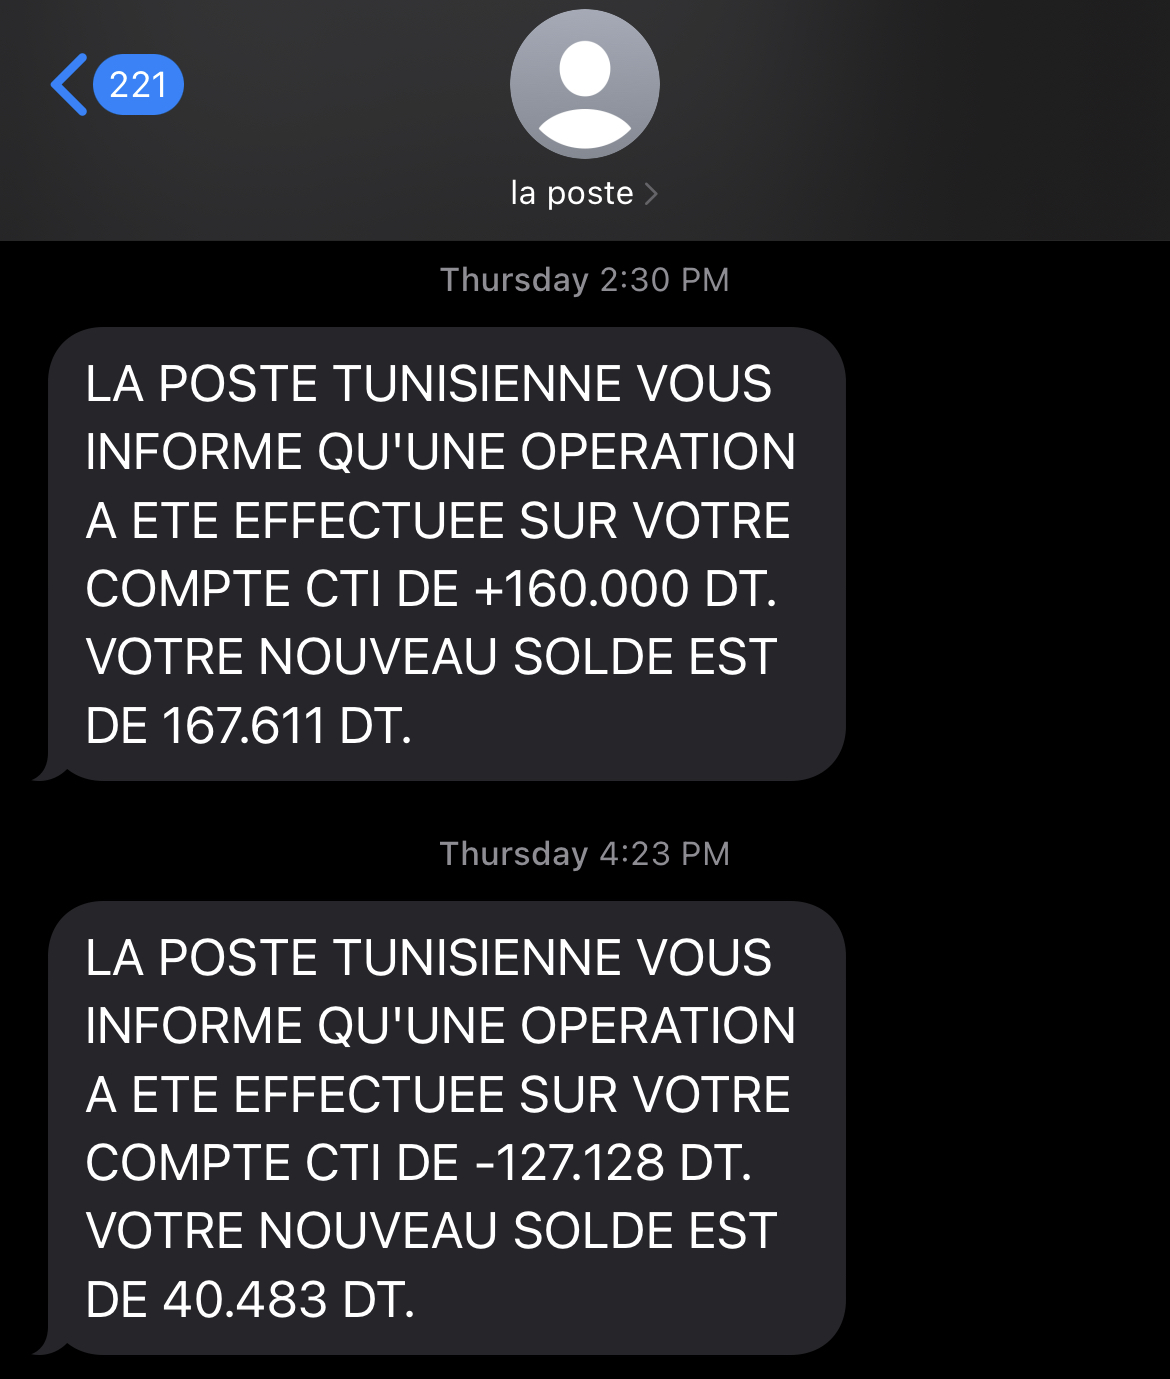 221
la poste
Thursday 2:30 PM
LA POSTE TUNISIENNE VOUS
INFORME QU'UNE OPERATION
A ETE EFFECTUEE SUR VOTRE
COMPTE CTI DE +160.000 DT.
VOTRE NOUVEAU SOLDE EST
DE 167.611 DT.
Thursday 4:23 PM
LA POSTE TUNISIENNE VOUS
INFORME QU'UNE OPERATION
A ETE EFFECTUEE SUR VOTRE
COMPTE CTI DE -127.128 DT.
VOTRE NOUVEAU SOLDE EST
DE 40.483 DT.